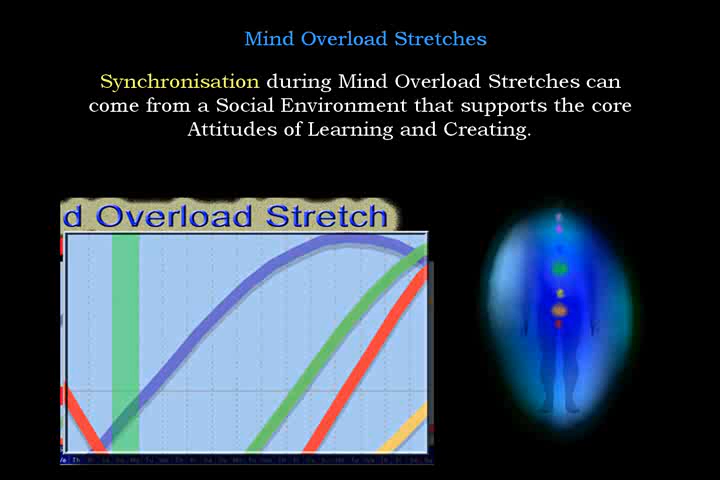 Mind Overload Stretches
Synchronisation during Mind Overload Stretches can
come from a Social Environment that supports the core
Attitudes of Learning and Creating.
d Overload Stretch